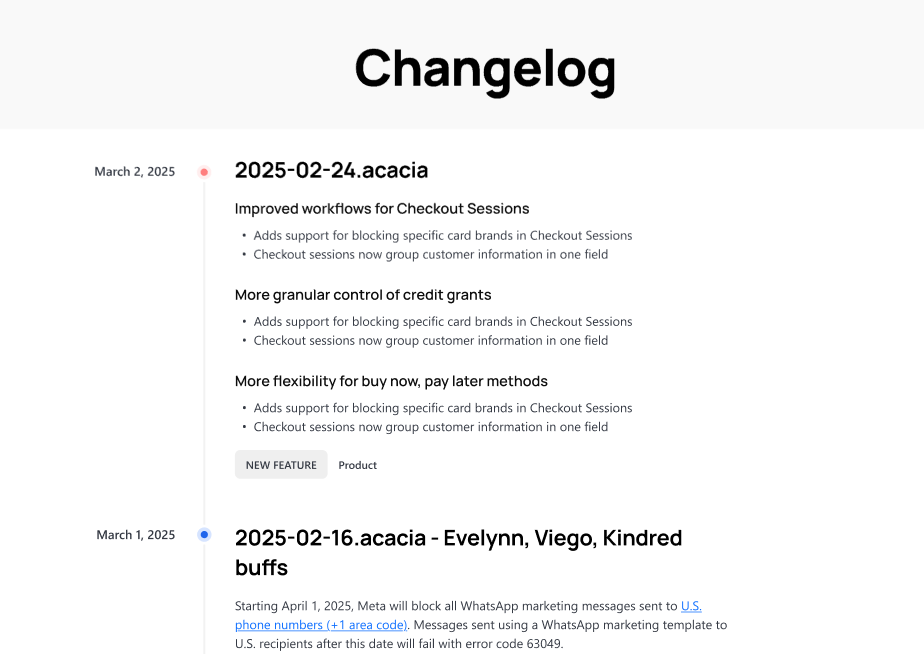 Changelog
March 2, 2025
2025-02-24.acacia
Improved workflows for Checkout Sessions
• Adds support for blocking specific card brands in Checkout Sessions
• Checkout sessions now group customer information in one field
More granular control of credit grants
• Adds support for blocking specific card brands in Checkout Sessions
• Checkout sessions now group customer information in one field
More flexibility for buy now, pay later methods
• Adds support for blocking specific card brands in Checkout Sessions
• Checkout sessions now group customer information in one field
NEW FEATURE Product
March 1, 2025
2025-02-16.acacia - Evelynn, Viego, Kindred
buffs
Starting April 1, 2025, Meta will block all WhatsApp marketing messages sent to U.S.
phone numbers (+1 area code). Messages sent using a WhatsApp marketing template to
U.S. recipients after this date will fail with error code 63049.